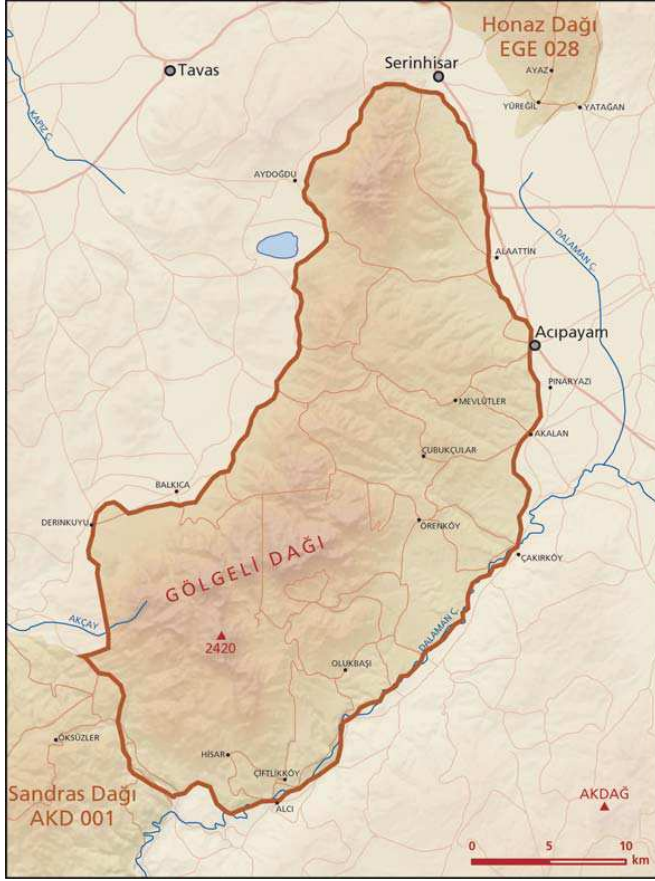 Honaz Dağı
EGE 028
Tavas
Serinhisar
AYAZ
YÜREĞİL
YATAĞAN
KAPIZ Ç.
AYDOĞDU
DALAMAN Ç.
ALAATTİN
Acıpayam
PINARYAZI
MEVLÜTLER
AKALAN
ÇUBUKÇULAR
BALKICA
DERİNKUYU
ÖRENKÖY
ÇAKIRKÖY
GÖLGELİ DAĞI
AKÇAY
2420
DALAMAN Ç.
OLUKBAŞI
ÖKSÜZLER
HİSAR
ÇİFTLİKKÖY
Sandras Dağı
AKD 001
ALCI
AKDAĞ
0 5 10
km